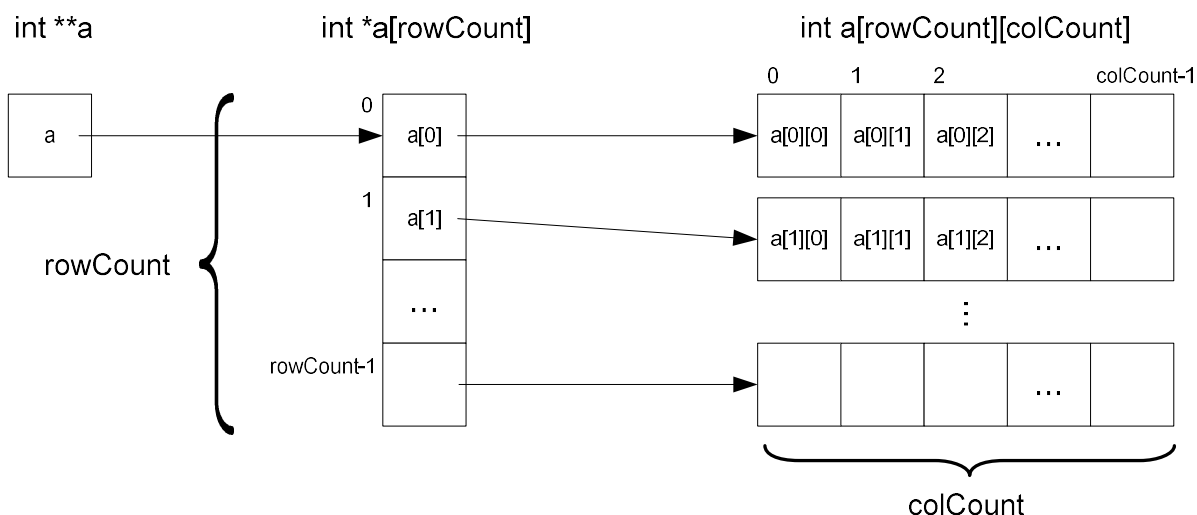 int **a
int *a[rowCount]
int a[rowCount][colCount]
0 1 2 colCount-1
0
a
a[0]
a[0][0] a[0][1] a[0][2] ...
1
a[1]
a[1][0] a[1][1] a[1][2] ...
rowCount
...
...
rowCount-1
...
colCount